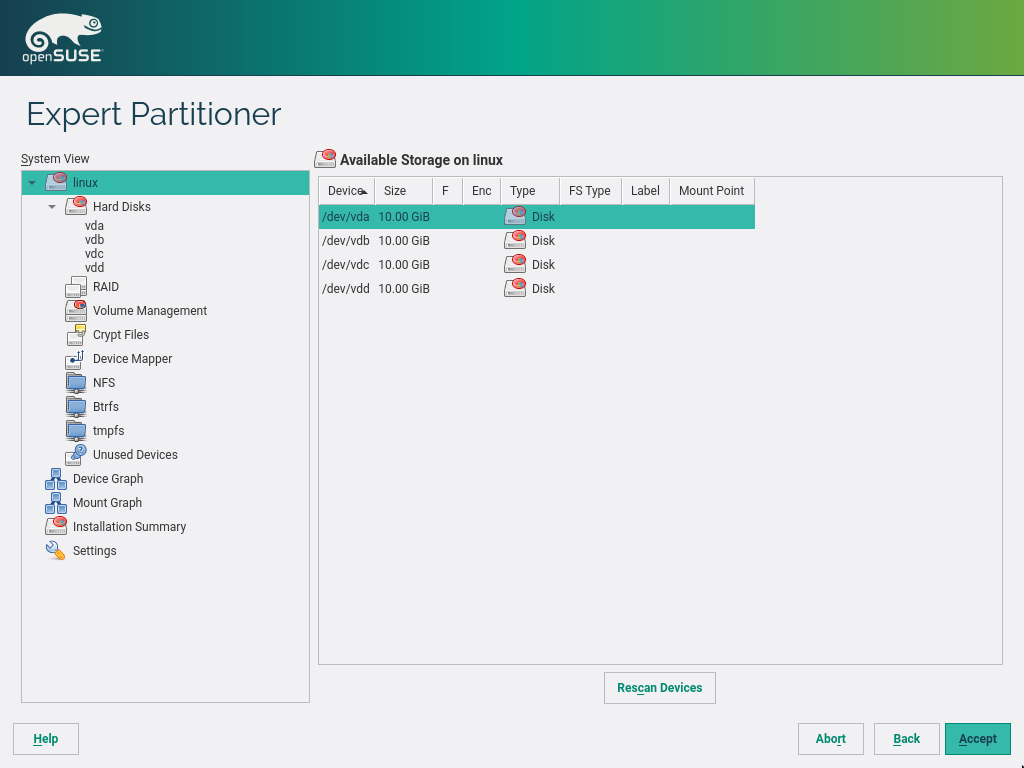 openSUSE
Expert Partitioner
System View
linux
Hard Disks
vda
vdb
vdc
vdd
RAID
Volume Management
Crypt Files
Device Mapper
NFS
Btrfs
tmpfs
Unused Devices
Device Graph
Mount Graph
Installation Summary
Settings
Available Storage on linux
Device Size F Enc Type FS Type Label Mount Point
/dev/vda 10.00 GiB Disk
/dev/vdb 10.00 GiB Disk
/dev/vdc 10.00 GiB Disk
/dev/vdd 10.00 GiB Disk
Rescan Devices
Help Abort Back Accept